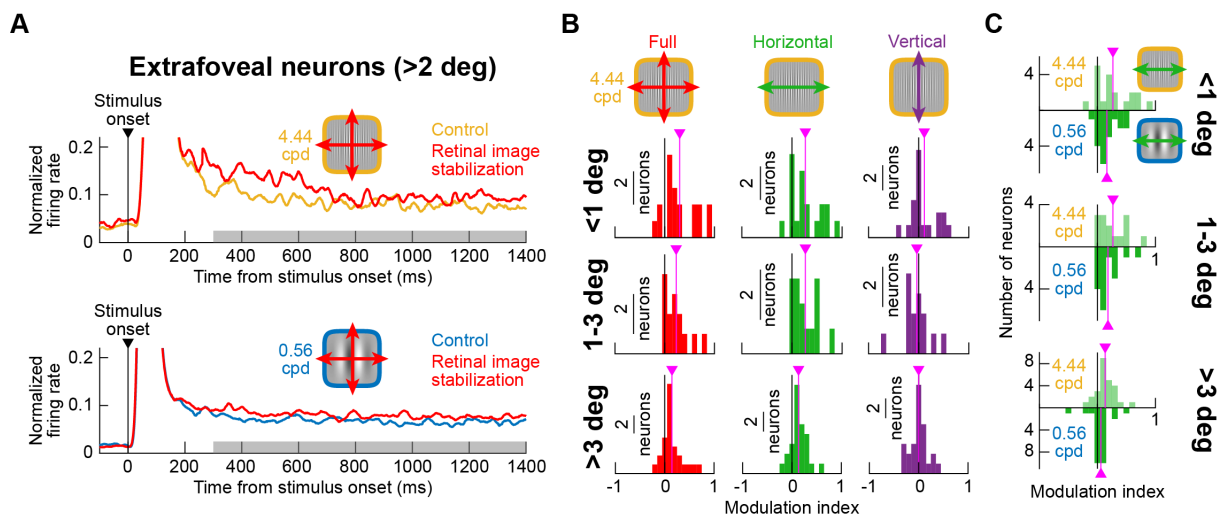 A
Extrafoveal neurons (>2 deg)
Stimulus
onset
4.44
cpd
Control
Retinal image
stabilization
Normalized
firing rate
0.2
0.1
0
0 200 400 600 800 1000 1200 1400
Time from stimulus onset (ms)
Stimulus
onset
0.56
cpd
Control
Retinal image
stabilization
Normalized
firing rate
0.2
0.1
0
0 200 400 600 800 1000 1200 1400
Time from stimulus onset (ms)
B
Full Horizontal Vertical
4.44
cpd
<1 deg
2
neurons
2
neurons
2
neurons
1-3 deg
2
neurons
2
neurons
2
neurons
>3 deg
2
neurons
2
neurons
2
neurons
-1 0 1 -1 0 1 -1 0 1
Modulation index
C
<1 deg
4
4.44
cpd
1
0.56
cpd
4
1-3 deg
4
4.44
cpd
1
0.56
cpd
4
>3 deg
8
4
4.44
cpd
1
0.56
cpd
4
8
Number of neurons
Modulation index